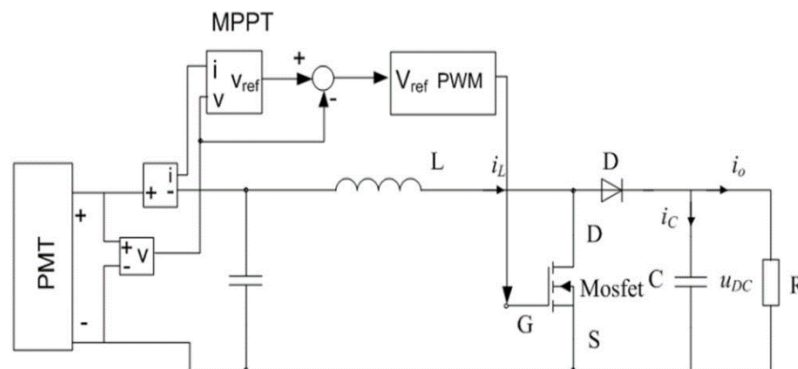 MPPT
i
v
Vref
+
-
Vref PWM
i
+ -
L
iL
D
io
+
+
-
v
PMT
-
D
iC
Mosfet
C
uDC
R
G
S